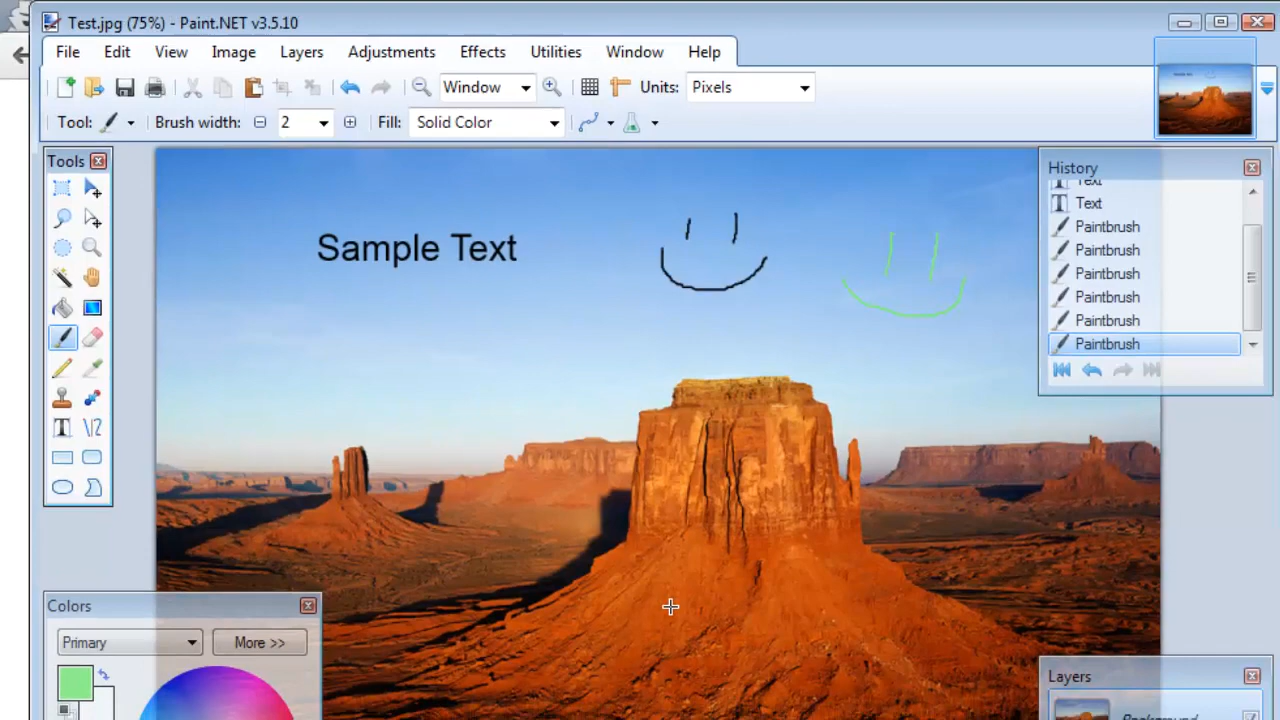 Test.jpg (75%) - Paint.NET v3.5.10
File Edit View Image Layers Adjustments Effects Utilities Window Help
Window Units: Pixels
Tool: Brush width: 2 Fill: Solid Color
Tools
History
Text
Text
Paintbrush
Paintbrush
Paintbrush
Paintbrush
Paintbrush
Paintbrush
Sample Text
Colors
Primary More >>
Layers
Background